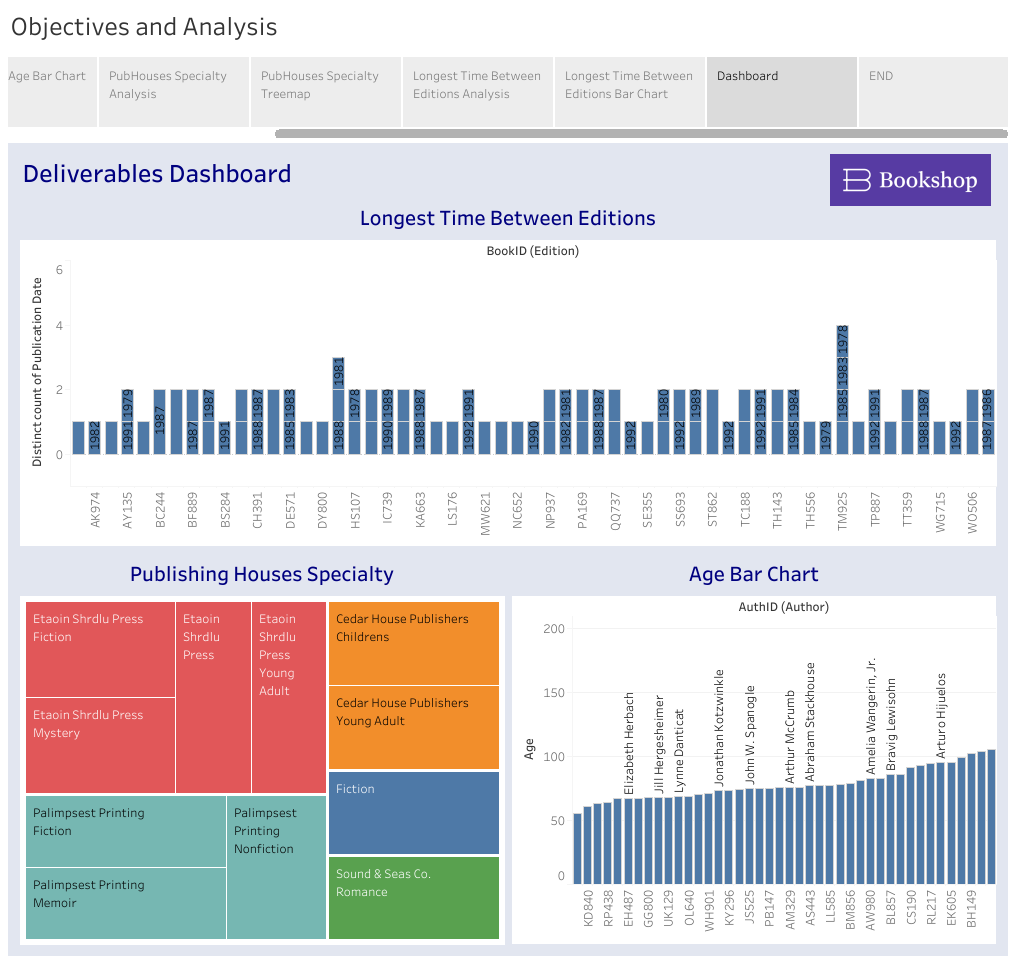 Objectives and Analysis
Age Bar Chart
PubHouses Specialty
Analysis
PubHouses Specialty
Treemap
Longest Time Between
Editions Analysis
Longest Time Between
Editions Bar Chart
Dashboard
END
Deliverables Dashboard
Bookshop
Longest Time Between Editions
BookID (Edition)
Distinct count of Publication Date
6
4
2
0
1982
1991 1979
1987
1987
1987
1991
1988 1987
1985 1983
1988 1981
1978
1990 1989
1988 1987
1992 1991
1990
1982 1981
1988 1987
1992
1980
1992
1989
1992
1992 1991
1985 1984
1979
1985 1983 1978
1992 1991
1988 1987
1992
1987 1986
AK974
AY135
BC244
BF889
BS284
CH391
DE571
DY800
HS107
IC739
KA663
LS176
MW621
NC652
NP937
PA169
QQ737
SE355
SS693
ST862
TC188
TH143
TH556
TM925
TP887
TT359
WG715
WO506
Publishing Houses Specialty
Etaoin Shrdlu Press
Fiction
Etaoin Shrdlu Press
Mystery
Etaoin
Shrdlu
Press
Etaoin
Shrdlu
Press
Young
Adult
Cedar House Publishers
Childrens
Cedar House Publishers
Young Adult
Palimpsest Printing
Fiction
Palimpsest Printing
Memoir
Palimpsest
Printing
Nonfiction
Fiction
Sound & Seas Co.
Romance
Age Bar Chart
AuthID (Author)
Age
200
150
100
50
0
Elizabeth Herbach
Jill Hergesheimer
Lynne Danticat
Jonathan Kotzwinkle
John W. Spanogle
Arthur McCrumb
Abraham Stackhouse
Amelia Wangerin, Jr.
Bravig Lewisohn
Arturo Hijuelos
KD840
RP438
EH487
GG800
UK129
OL640
WH901
KY296
JS525
PB147
AM329
AS443
LL585
BM856
AW980
BL857
CS190
RL217
EK605
BH149